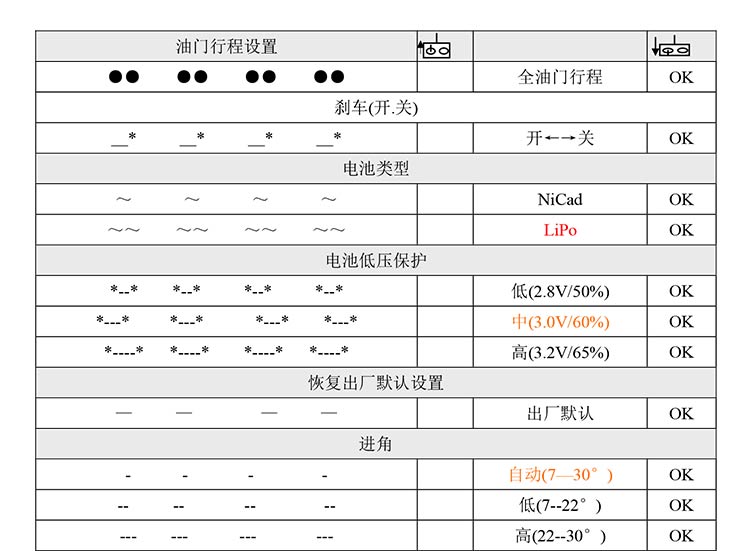 油门行程设置
●● ●● ●● ●● 全油门行程 OK
刹车(开.关)
__* __* __* __* 开←→关 OK
电池类型
～ ～ ～ ～ NiCad OK
～～ ～～ ～～ ～～ LiPo OK
电池低压保护
*--* *--* *--* *--* 低(2.8V/50%) OK
*---* *---* *---* *---* 中(3.0V/60%) OK
*----* *----* *----* *----* 高(3.2V/65%) OK
恢复出厂默认设置
— — — — 出厂默认 OK
进角
- - - - 自动(7—30°) OK
-- -- -- -- 低(7--22°) OK
--- --- --- --- 高(22--30°) OK